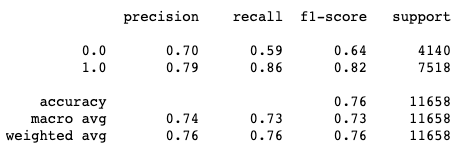 precision recall f1-score support
0.0 0.70 0.59 0.64 4140
1.0 0.79 0.86 0.82 7518
accuracy 0.76 11658
macro avg 0.74 0.73 0.73 11658
weighted avg 0.76 0.76 0.76 11658